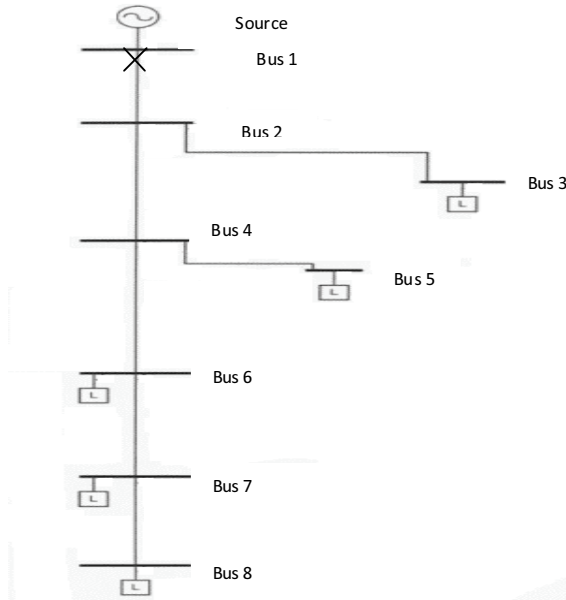 Source
Bus 1
Bus 2
Bus 3
L
Bus 4
Bus 5
L
Bus 6
L
Bus 7
L
Bus 8
L